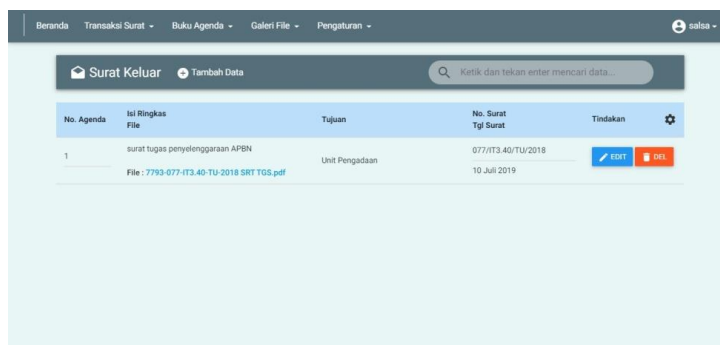 Beranda Transaksi Surat Buku Agenda Galeri File Pengaturan salsa
Surat Keluar Tambah Data Ketik dan tekan enter mencari data...
No. Agenda Isi Ringkas File Tujuan No. Surat Tgl Surat Tindakan
1 surat tugas penyelenggaraan APBN Unit Pengadaan 077/IT3.40/TU/2018 EDIT DEL
File : 7793-077-IT3.40-TU-2018 SRT TGS.pdf 10 Juli 2019